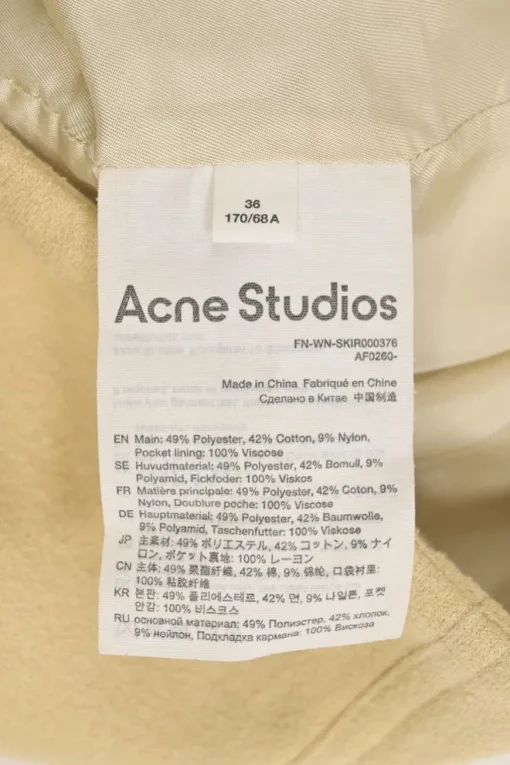 36
170/68 A
Acne Studios
FN-WN-SKIR000376
AF0260-
Made in China Fabriqué en Chine
Сделано в Китае 中国制造
EN Main: 49% Polyester, 42% Cotton, 9% Nylon,
Pocket lining: 100% Viscose
SE Huvudmaterial: 49% Polyester, 42% Bomull, 9%
Polyamid, Fickfoder: 100% Viskos
FR Matière principale: 49% Polyester, 42% Coton, 9%
Nylon, Doublure poche: 100% Viscose
DE Hauptmaterial: 49% Polyester, 42% Baumwolle,
9% Polyamid, Taschenfutter: 100% Viskose
JP 主素材: 49% ポリエステル, 42% コットン, 9% ナイ
ロン, ポケット裏地: 100% レーヨン
CN 主体: 49% 聚酯纤维, 42% 棉, 9% 锦纶, 口袋衬里:
100% 粘胶纤维
KR 본판: 49% 폴리에스테르, 42% 면, 9% 나일론, 포켓
안감: 100% 비스코스
RU основной материал: 49% Полиэстер, 42% хлопок,
9% нейлон, Подкладка кармана: 100% Вискоза